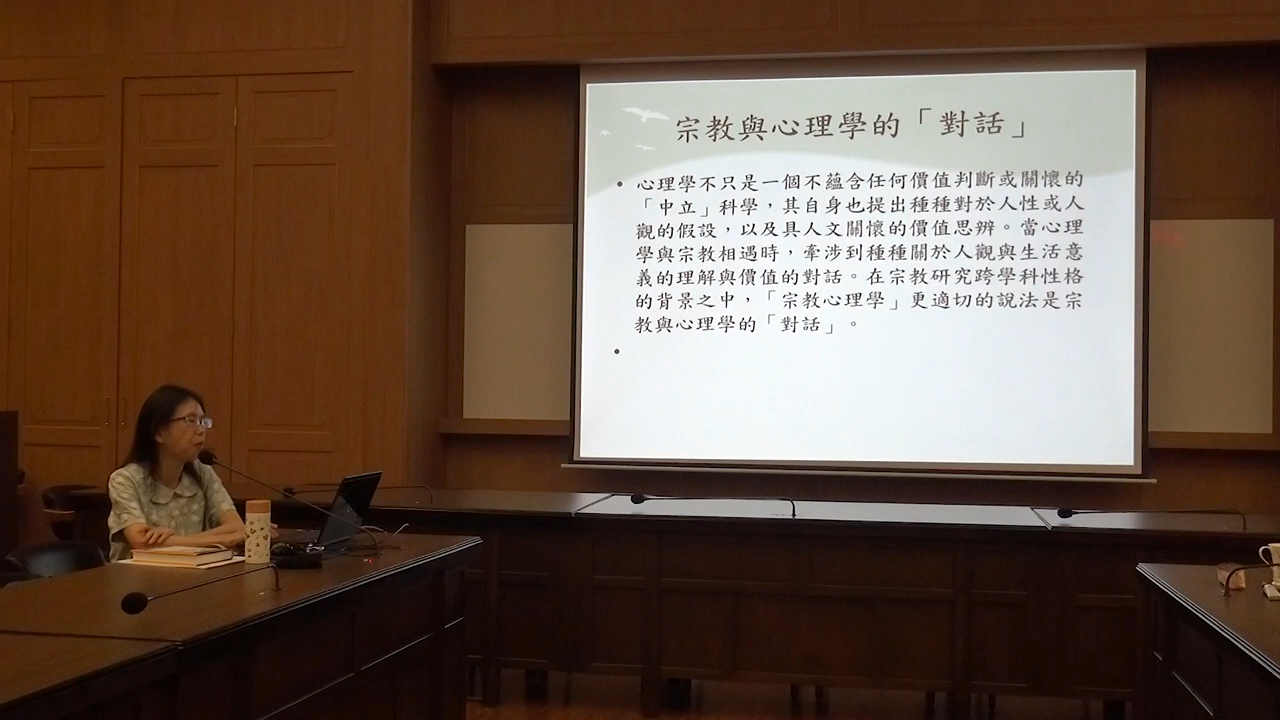 宗教與心理學的「對話」
• 心理學不只是一個不蘊含任何價值判斷或關懷的
「中立」科學，其自身也提出種種對於人性或人
觀的假設，以及具人文關懷的價值思辨。當心理
學與宗教相遇時，牽涉到種種關於人觀與生活意
義的理解與價值的對話。在宗教研究跨學科性格
的背景之中，「宗教心理學」更適切的說法是宗
教與心理學的「對話」。
•